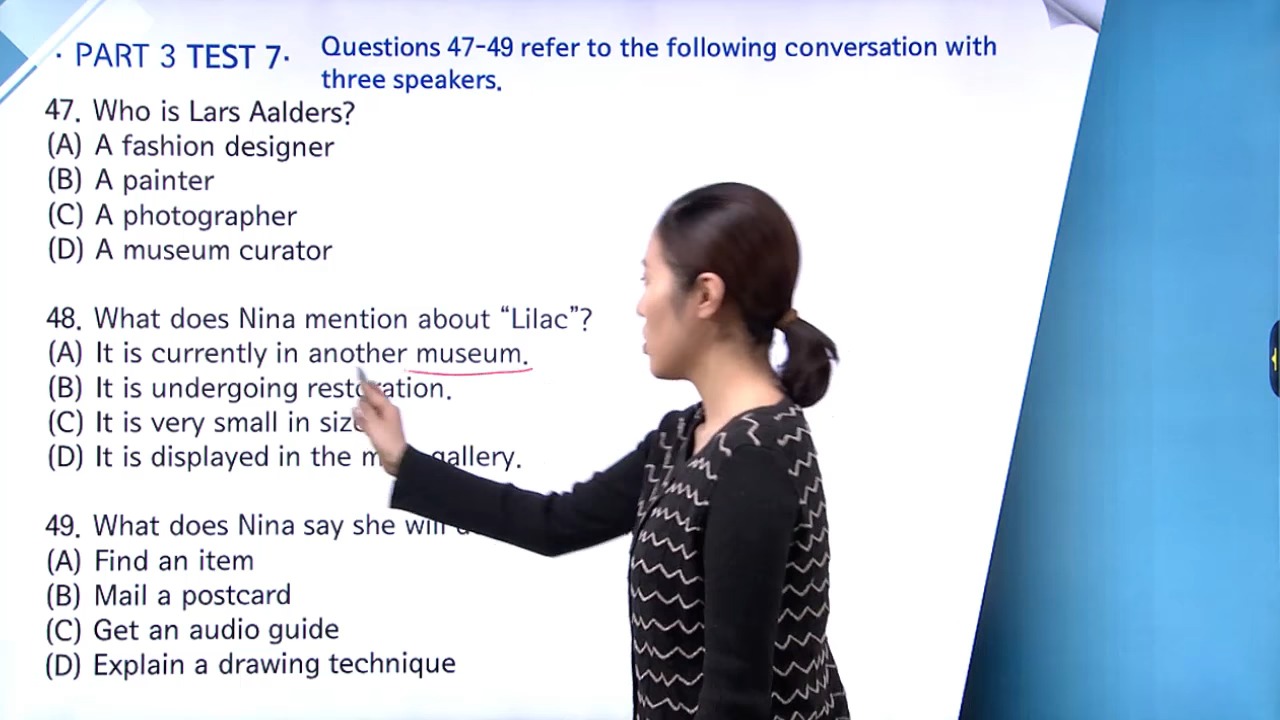 · PART 3 TEST 7·
Questions 47-49 refer to the following conversation with
three speakers.
47. Who is Lars Aalders?
(A) A fashion designer
(B) A painter
(C) A photographer
(D) A museum curator
48. What does Nina mention about “Lilac”?
(A) It is currently in another museum.
(B) It is undergoing restoration.
(C) It is very small in size
(D) It is displayed in the gallery.
49. What does Nina say she will
(A) Find an item
(B) Mail a postcard
(C) Get an audio guide
(D) Explain a drawing technique